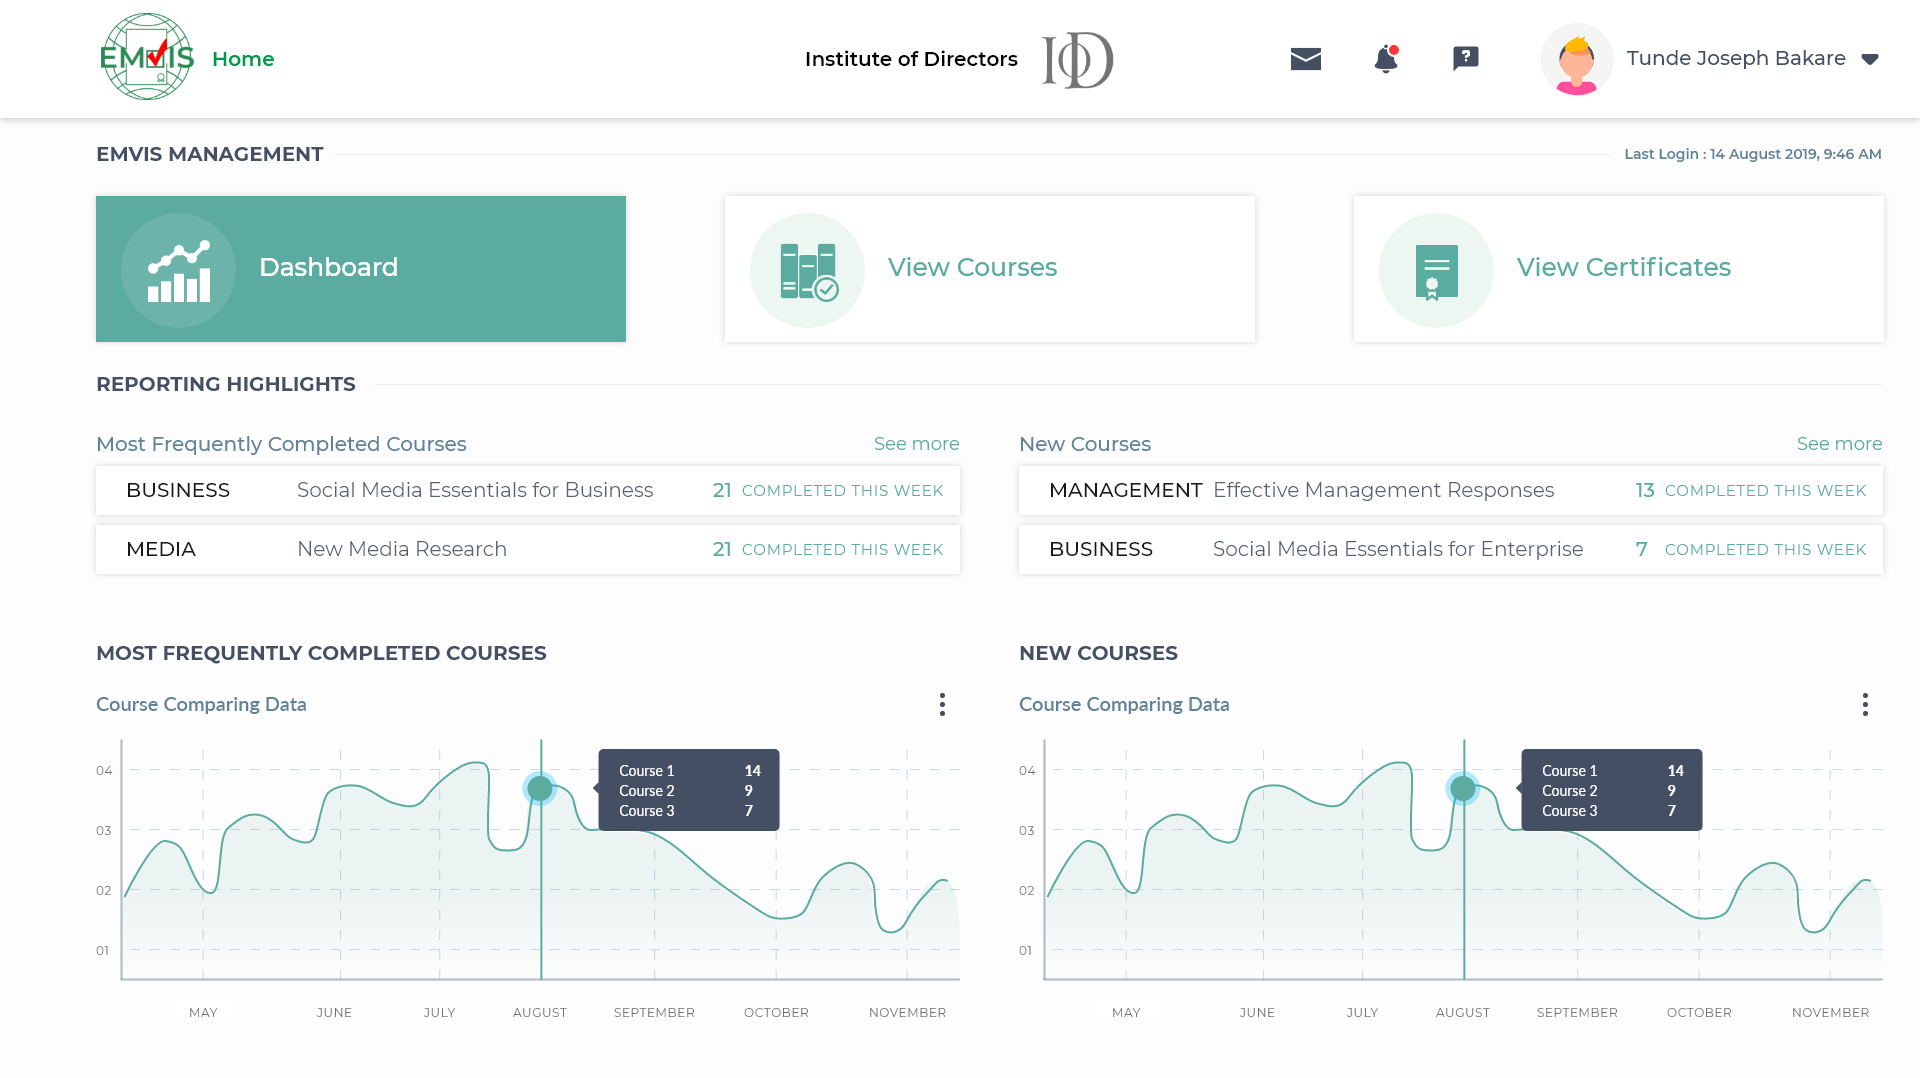 EMVIS
Home
Institute of Directors
IOD
?
Tunde Joseph Bakare
EMVIS MANAGEMENT
Last Login : 14 August 2019, 9:46 AM
Dashboard
View Courses
View Certificates
REPORTING HIGHLIGHTS
Most Frequently Completed Courses
See more
BUSINESS Social Media Essentials for Business 21 COMPLETED THIS WEEK
MEDIA New Media Research 21 COMPLETED THIS WEEK
New Courses
See more
MANAGEMENT Effective Management Responses 13 COMPLETED THIS WEEK
BUSINESS Social Media Essentials for Enterprise 7 COMPLETED THIS WEEK
MOST FREQUENTLY COMPLETED COURSES
Course Comparing Data
Course 1 14
Course 2 9
Course 3 7
04
03
02
01
MAY JUNE JULY AUGUST SEPTEMBER OCTOBER NOVEMBER
NEW COURSES
Course Comparing Data
Course 1 14
Course 2 9
Course 3 7
04
03
02
01
MAY JUNE JULY AUGUST SEPTEMBER OCTOBER NOVEMBER